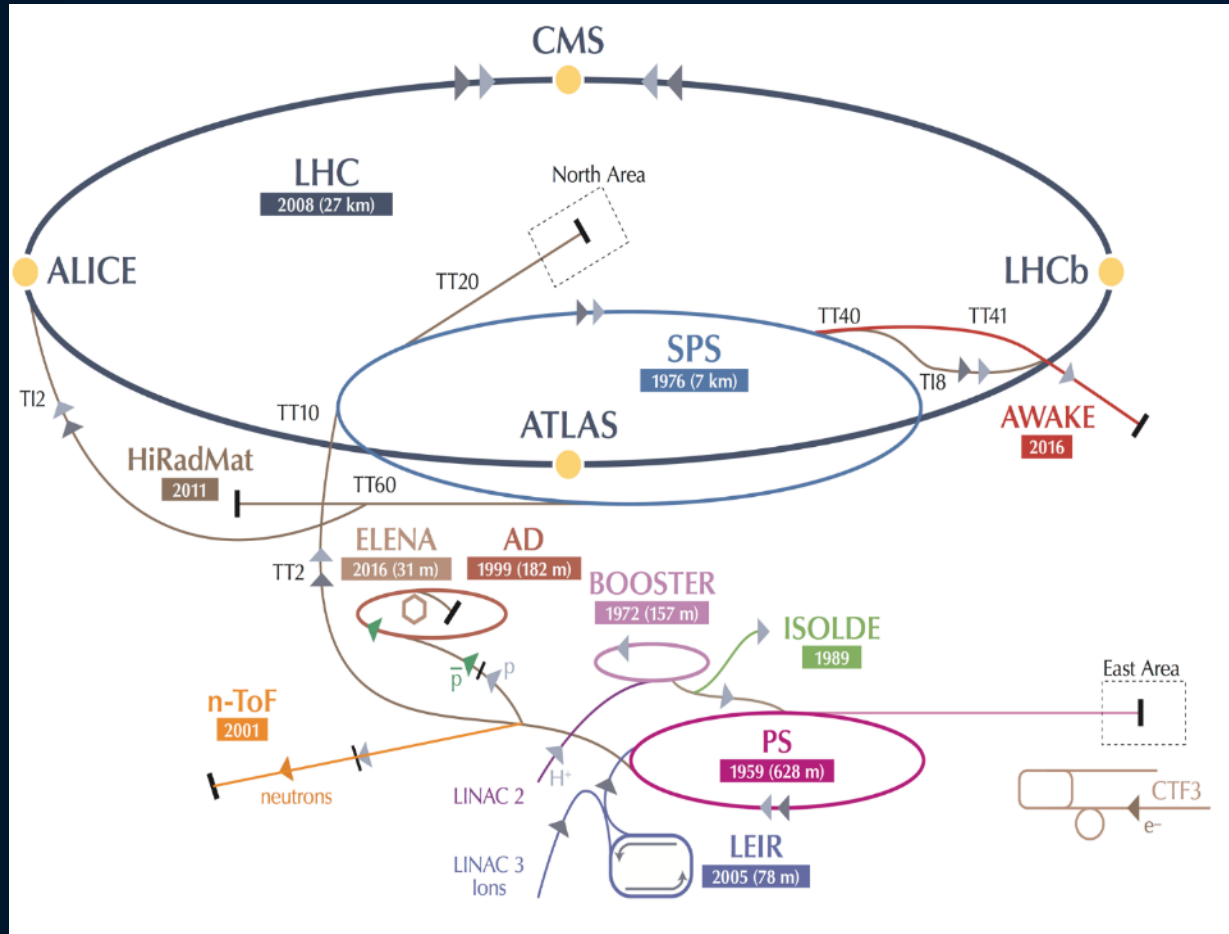 CMS
LHC
2008 (27 km)
North Area
ALICE
LHCb
TT20
TT40
TT41
SPS
1976 (7 km)
TI8
TI2
TT10
ATLAS
AWAKE
2016
HiRadMat
2011
TT60
ELENA
2016 (31 m)
AD
1999 (182 m)
TT2
BOOSTER
1972 (157 m)
ISOLDE
1989
p̅
p
East Area
n-ToF
2001
PS
1959 (628 m)
neutrons
H⁺
LINAC 2
CTF3
e⁻
LEIR
2005 (78 m)
LINAC 3
Ions